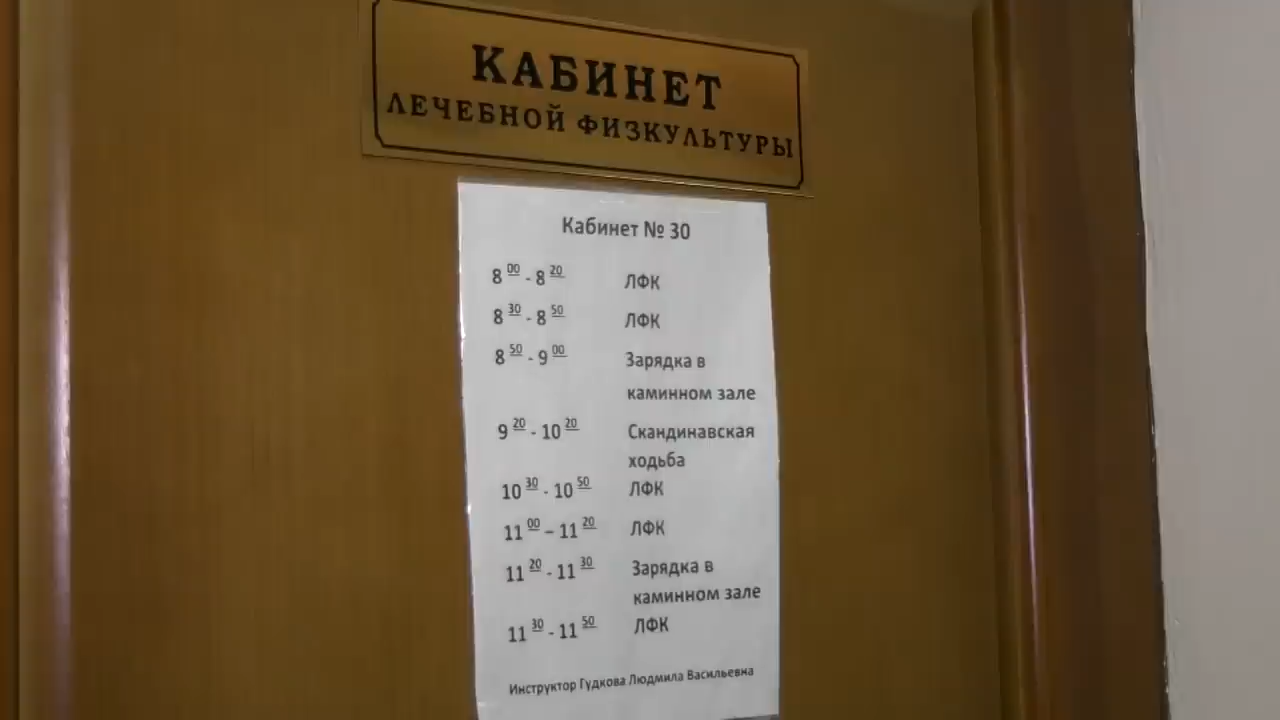 КАБИНЕТ
ЛЕЧЕБНОЙ ФИЗКУЛЬТУРЫ
Кабинет № 30
8 00 - 8 20 ЛФК
8 30 - 8 50 ЛФК
8 50 - 9 00 Зарядка в
каминном зале
9 20 - 10 20 Скандинавская
ходьба
10 30 - 10 50 ЛФК
11 00 – 11 20 ЛФК
11 20 - 11 30 Зарядка в
каминном зале
11 30 - 11 50 ЛФК
Инструктор Гудкова Людмила Васильевна